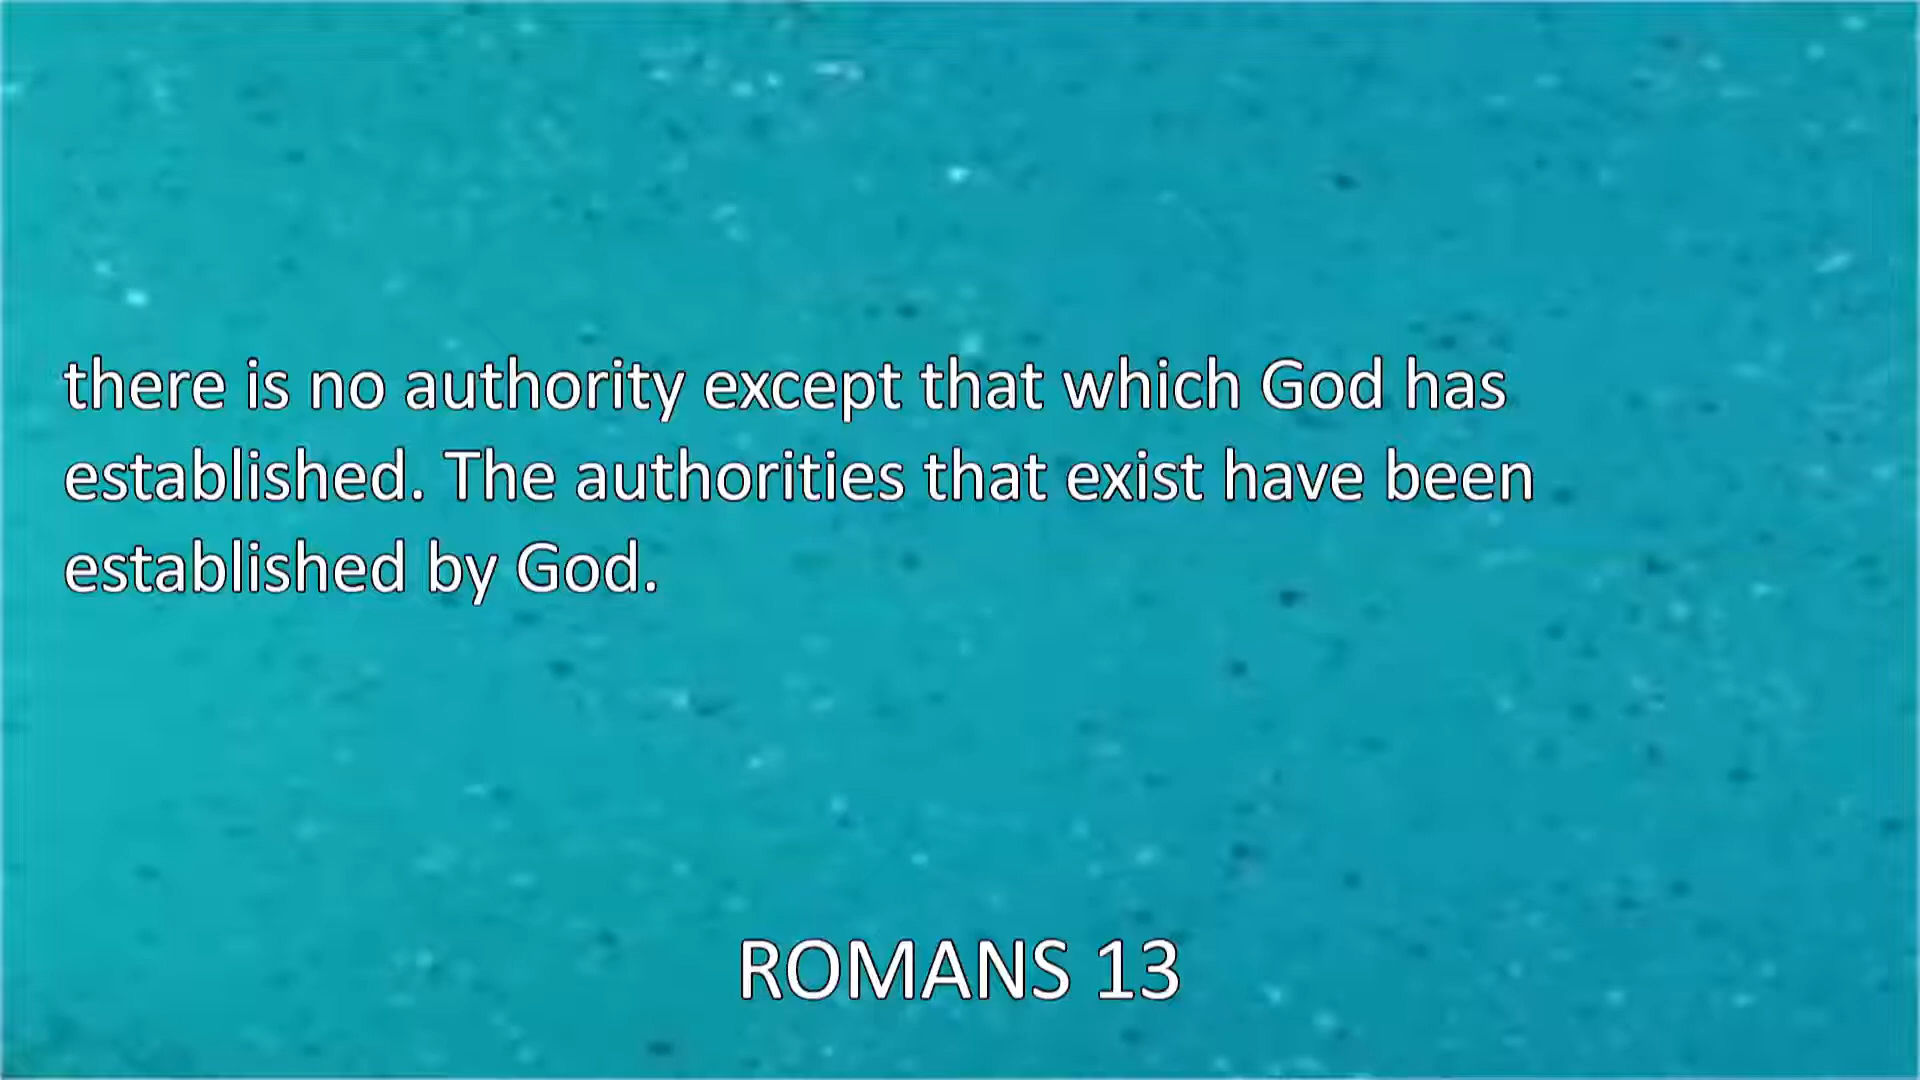 there is no authority except that which God has
established. The authorities that exist have been
established by God.
ROMANS 13